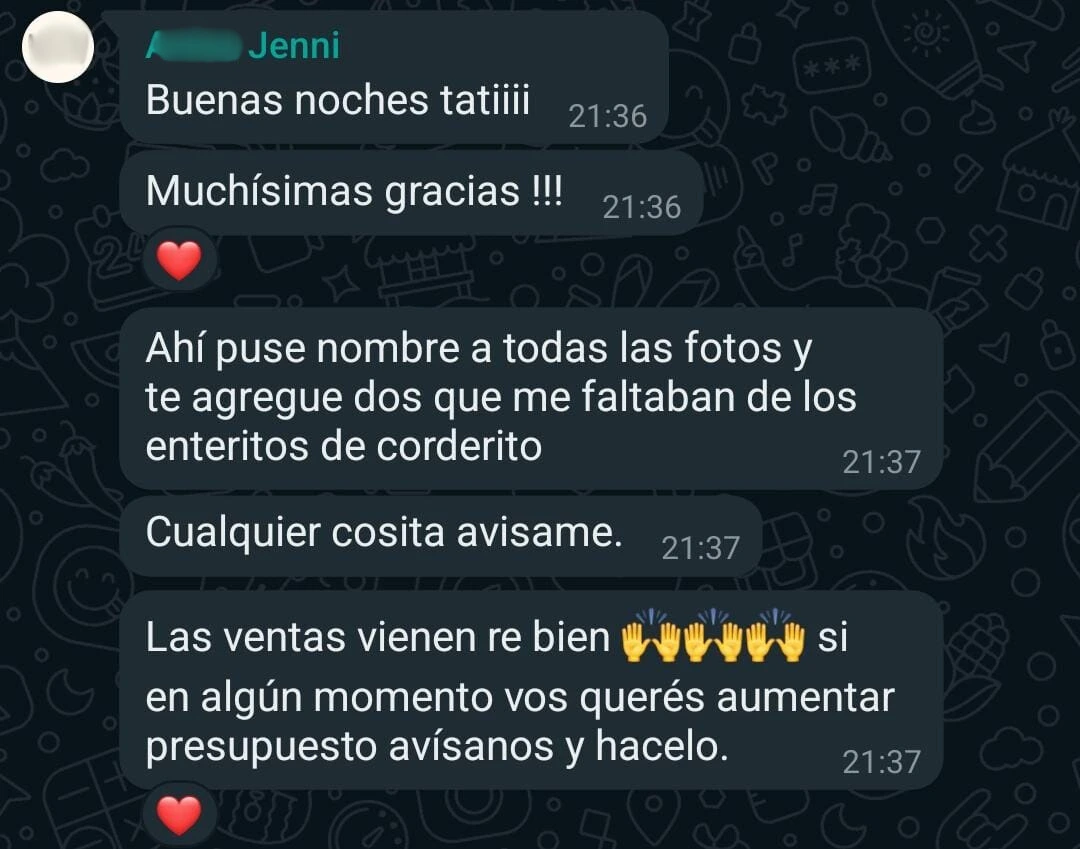 Jenni
Buenas noches tatiiii 21:36
Muchísimas gracias !!! 21:36
❤️
Ahí puse nombre a todas las fotos y
te agregue dos que me faltaban de los
enteritos de corderito 21:37
Cualquier cosita avisame. 21:37
Las ventas vienen re bien 🙌🙌🙌 si
en algún momento vos querés aumentar
presupuesto avísanos y hacelo. 21:37
❤️